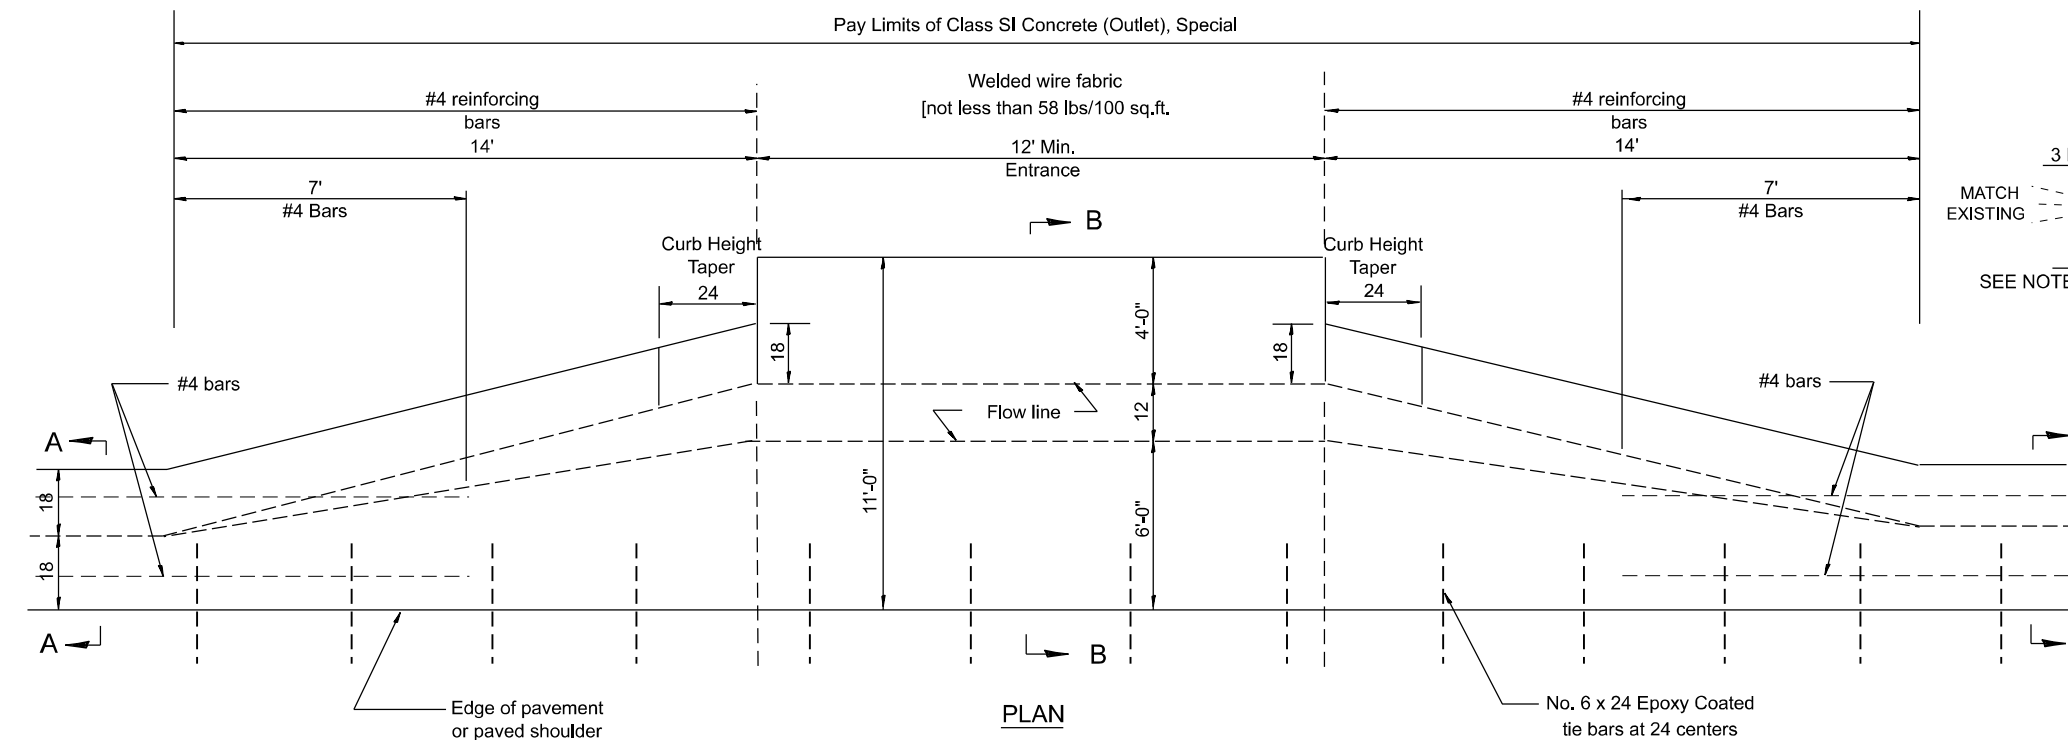 Pay Limits of Class SI Concrete (Outlet), Special
Welded wire fabric
[not less than 58 lbs/100 sq.ft.
#4 reinforcing
bars
#4 reinforcing
bars
14'
12' Min.
Entrance
14'
3
7'
#4 Bars
7'
#4 Bars
MATCH
EXISTING
B
Curb Height
Taper
24
Curb Height
Taper
24
SEE NOTE
18
4'-0"
18
#4 bars
#4 bars
Flow line
12
A
18
11'-0"
6'-0"
18
A
B
Edge of pavement
or paved shoulder
PLAN
No. 6 x 24 Epoxy Coated
tie bars at 24 centers